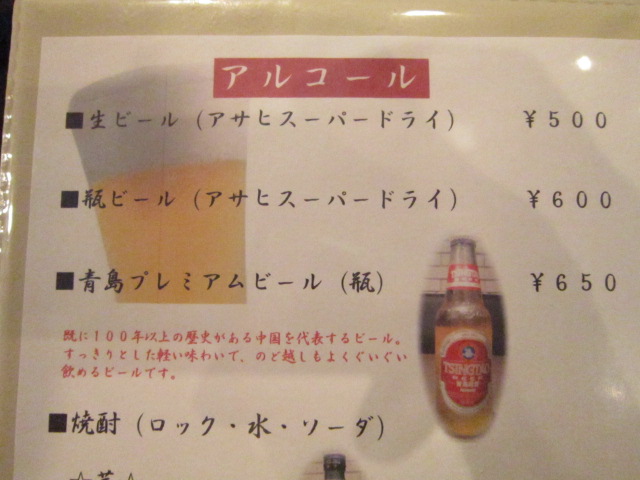 アルコール
■生ビール（アサヒスーパードライ） ￥５００
■瓶ビール（アサヒスーパードライ） ￥６００
■青島プレミアムビール（瓶） ￥６５０
既に１００年以上の歴史がある中国を代表するビール。
すっきりとした軽い味わいで、のど越しもよくぐいぐい
飲めるビールです。
TSINGTAO
■焼酎（ロック・水・ソーダ）